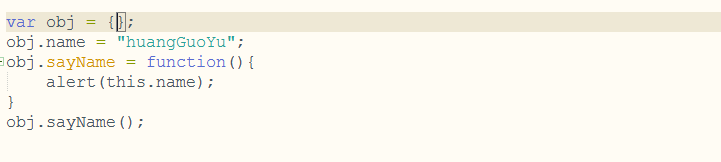 var obj = {};
obj.name = "huangGuoYu";
obj.sayName = function(){
    alert(this.name);
}
obj.sayName();